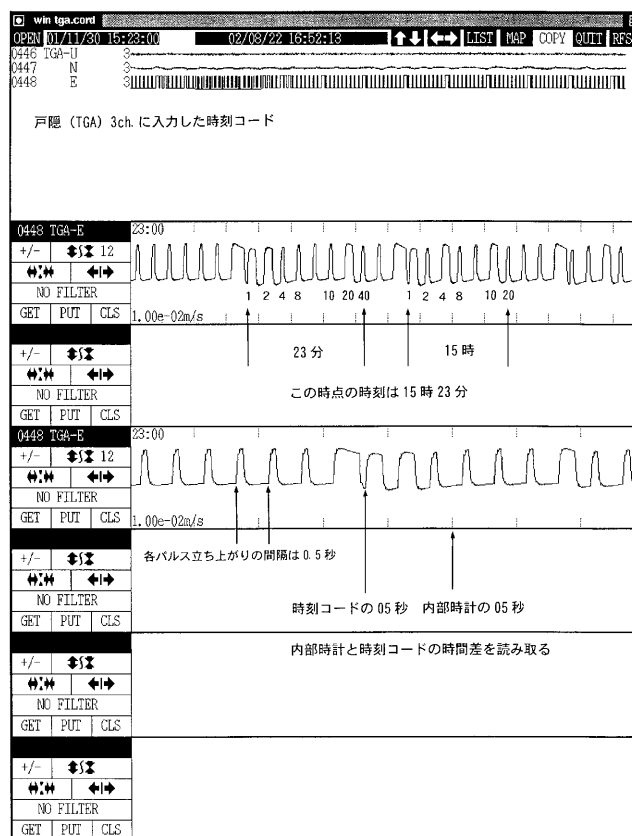 win tga.cord
OPEN 01/11/30 15:23:00 02/08/22 16:52:13 LIST MAP COPY QUIT RFS
0446 TGA-U 3
0447 N 3
0448 E 3
戸隠 (TGA) 3ch. に入力した時刻コード
0448 TGA-E 23:00
+/- 12
NO FILTER
GET PUT CLS 1.00e-02m/s
1 2 4 8 10 20 40 1 2 4 8 10 20
23 分 15 時
この時点の時刻は 15 時 23 分
+/-
NO FILTER
GET PUT CLS
0448 TGA-E 23:00
+/- 12
NO FILTER
GET PUT CLS 1.00e-02m/s
各パルス立ち上がりの間隔は 0.5 秒
時刻コードの 05 秒 内部時計の 05 秒
+/-
NO FILTER
GET PUT CLS
内部時計と時刻コードの時間差を読み取る
+/-
NO FILTER
GET PUT CLS
+/-
NO FILTER
GET PUT CLS